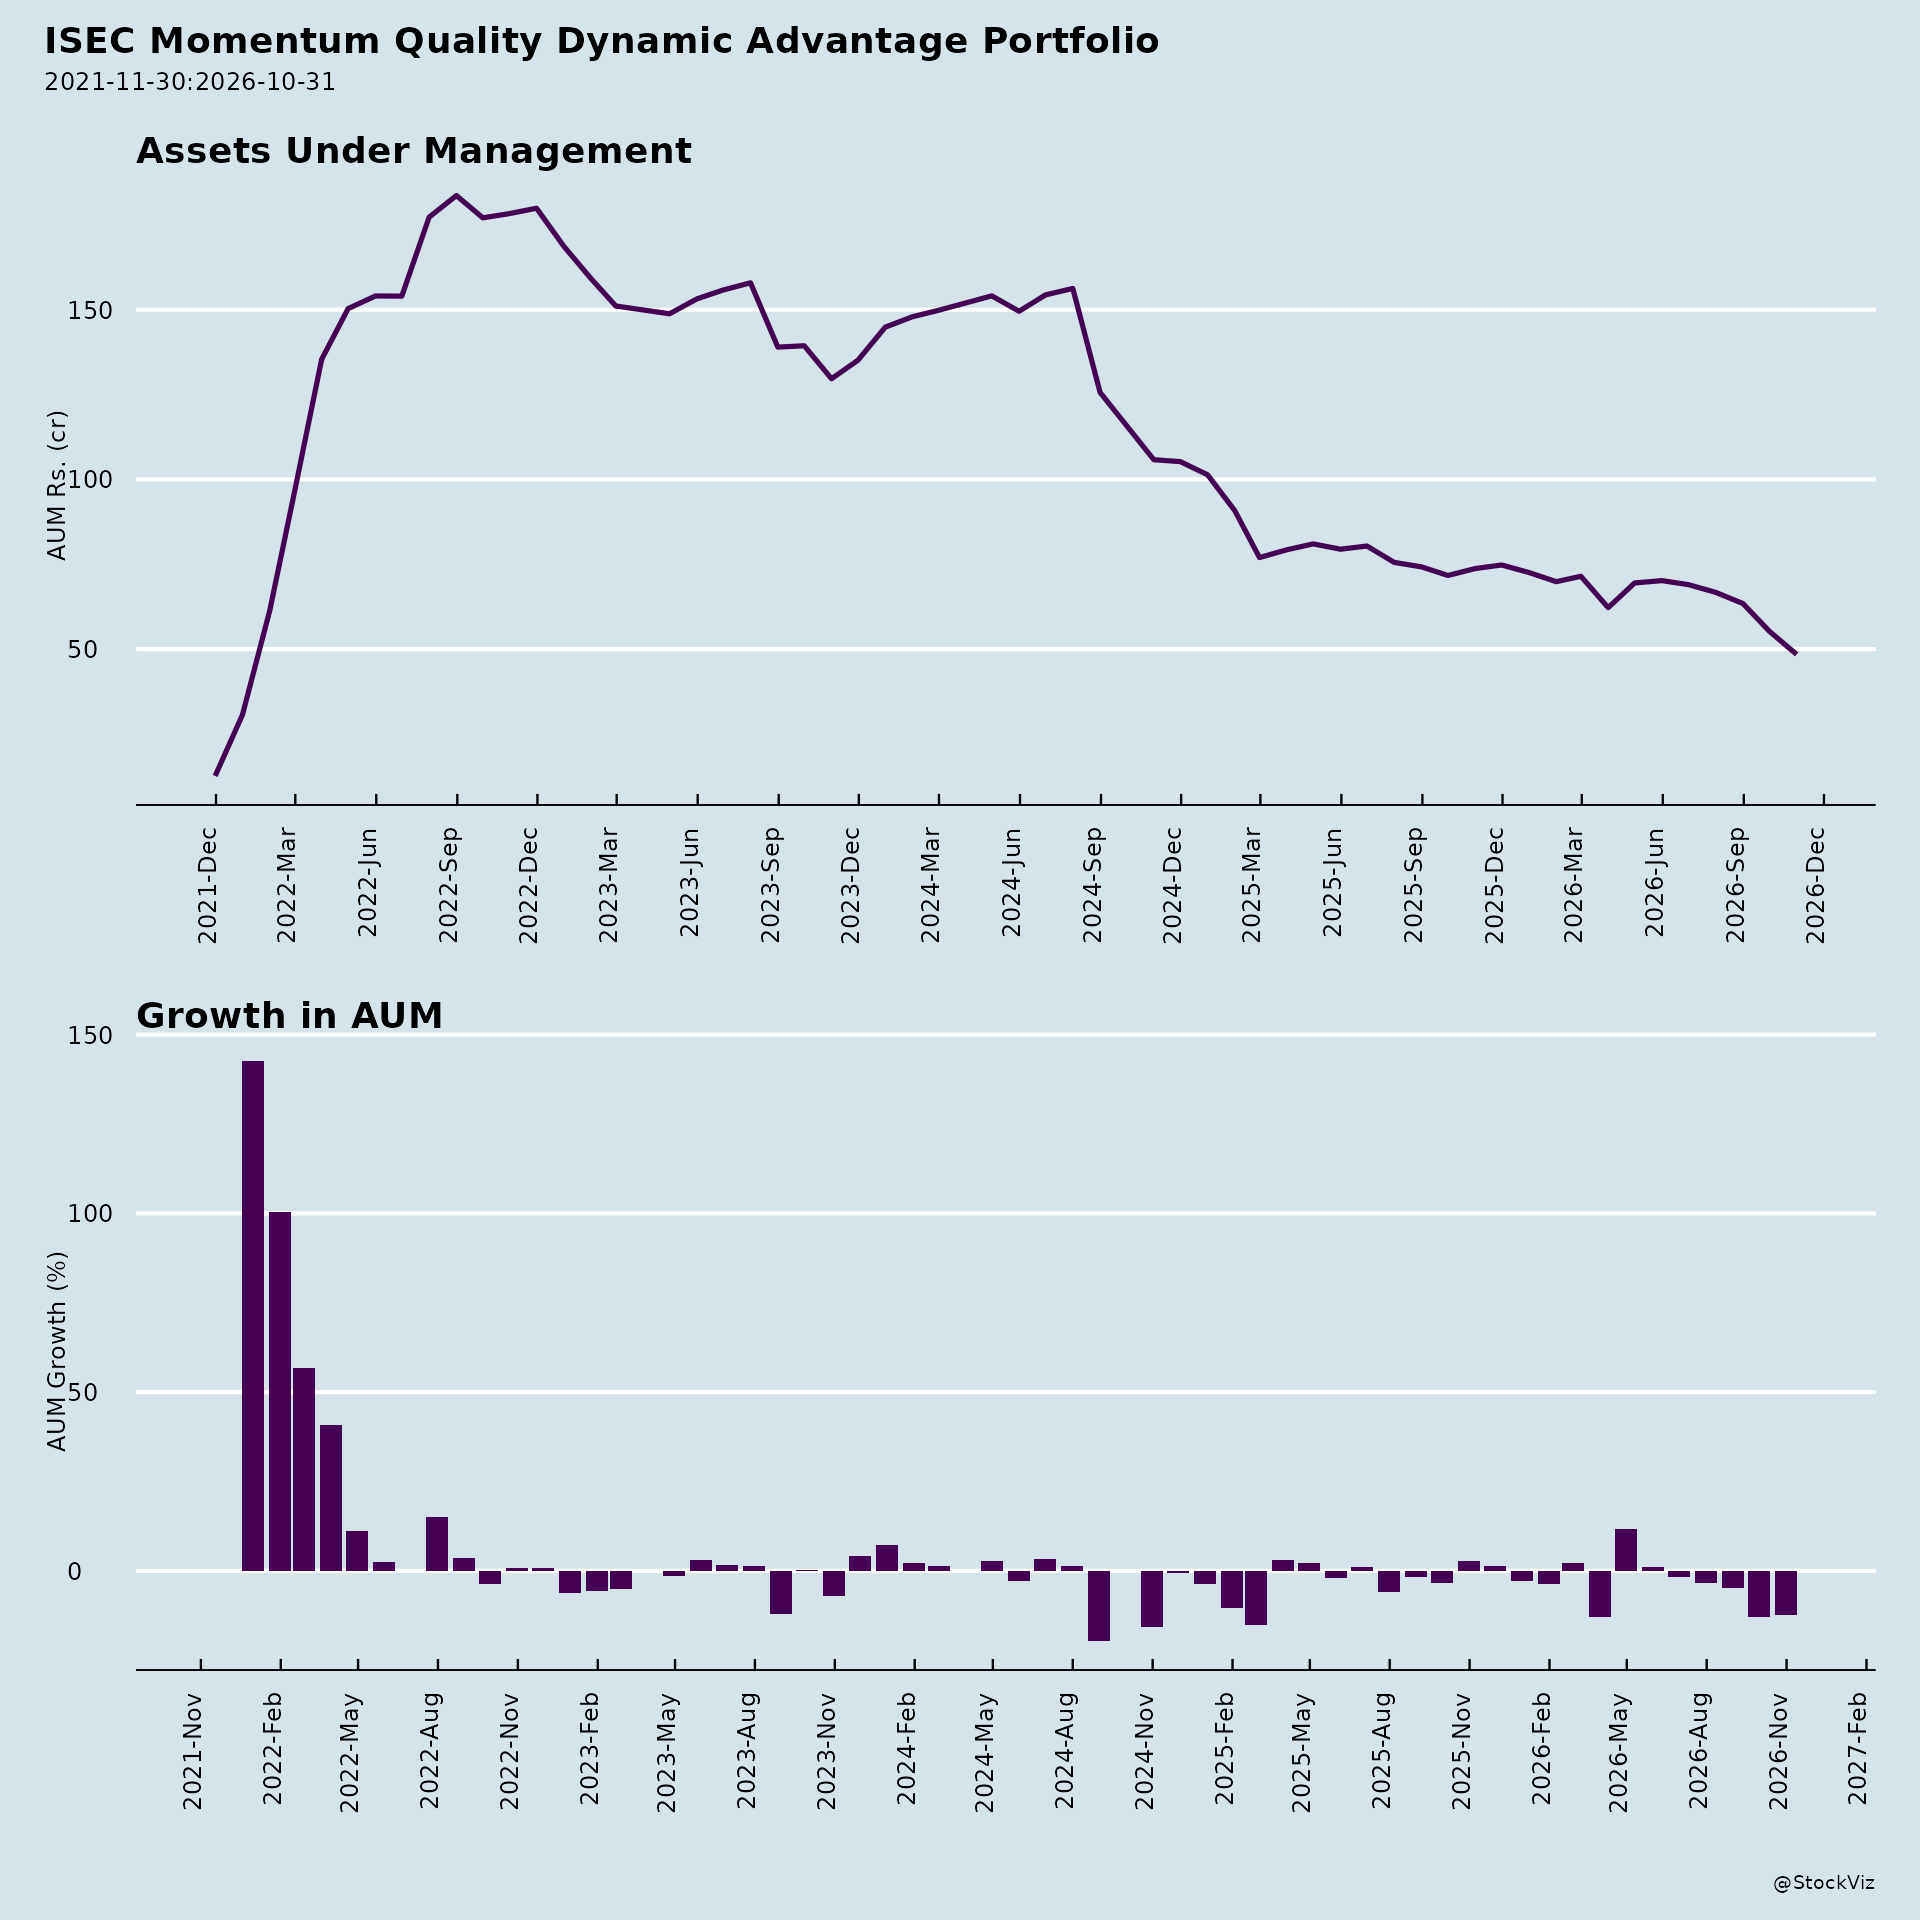 ISEC Momentum Quality Dynamic Advantage Portfolio
2021-11-30:2026-10-31
Assets Under Management
AUM Rs. (cr)
150
100
50
2021-Dec
2022-Mar
2022-Jun
2022-Sep
2022-Dec
2023-Mar
2023-Jun
2023-Sep
2023-Dec
2024-Mar
2024-Jun
2024-Sep
2024-Dec
2025-Mar
2025-Jun
2025-Sep
2025-Dec
2026-Mar
2026-Jun
2026-Sep
2026-Dec
Growth in AUM
AUM Growth (%)
150
100
50
0
2021-Nov
2022-Feb
2022-May
2022-Aug
2022-Nov
2023-Feb
2023-May
2023-Aug
2023-Nov
2024-Feb
2024-May
2024-Aug
2024-Nov
2025-Feb
2025-May
2025-Aug
2025-Nov
2026-Feb
2026-May
2026-Aug
2026-Nov
2027-Feb
@StockViz